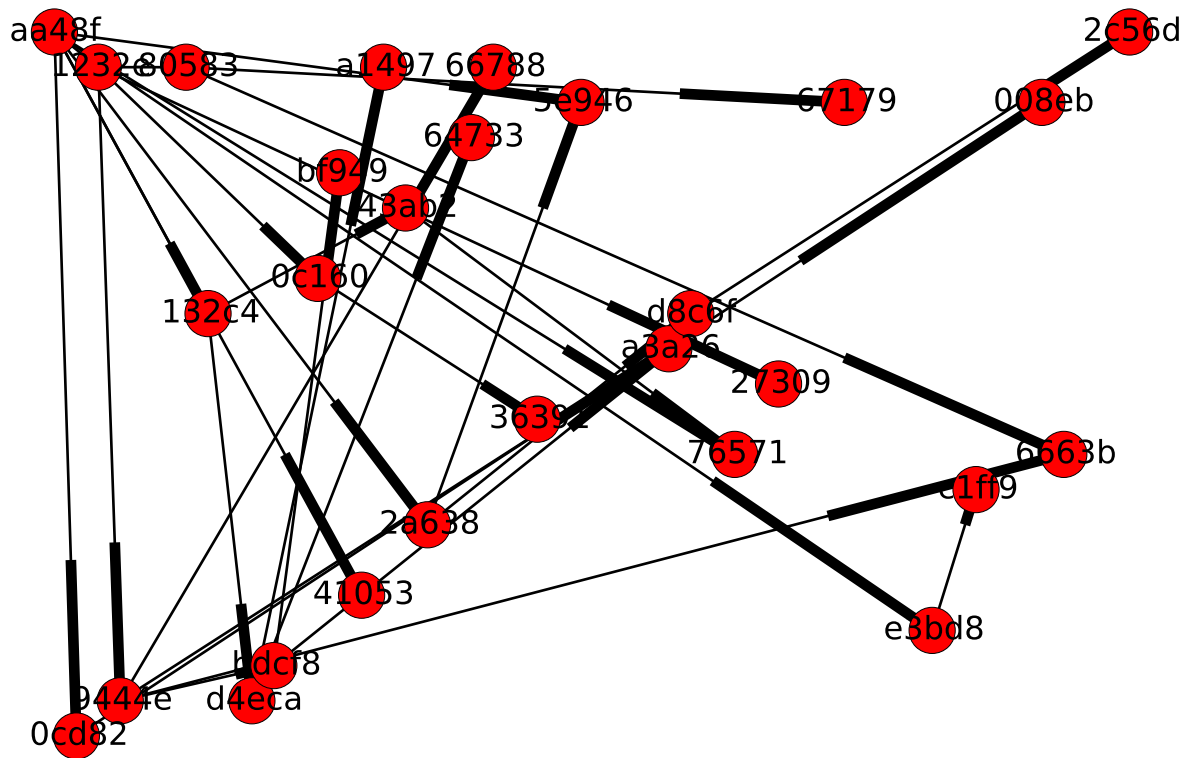 aa48f
2c56d
1232e
80583
a1497
66788
5e946
67179
008eb
64733
bf949
43ab2
0c160
132c4
d8c6f
a3a26
27309
36392
76571
6663b
c1ff9
2a638
41053
e3bd8
bdcf8
9444e
d4eca
0cd82